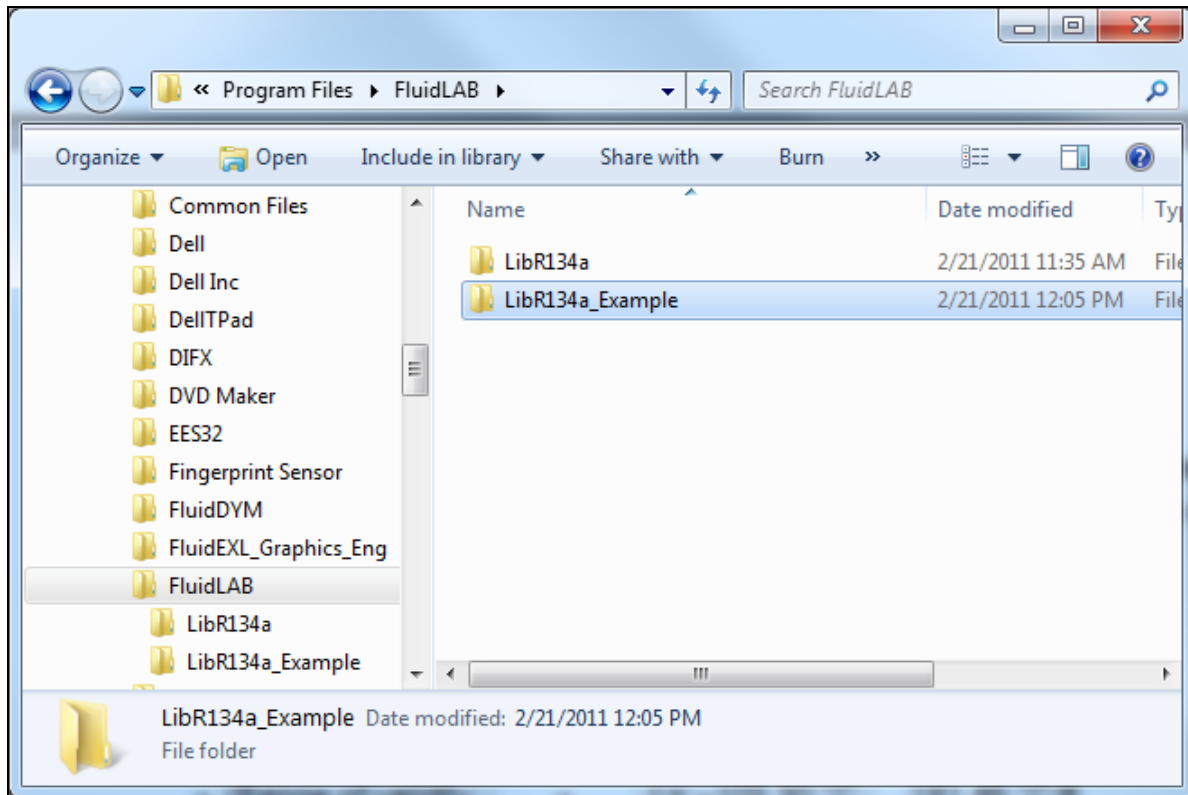 « Program Files ▸ FluidLAB ▸
Search FluidLAB
Organize Open Include in library Share with Burn »
Common Files
Dell
Dell Inc
DellTPad
DIFX
DVD Maker
EES32
Fingerprint Sensor
FluidDYM
FluidEXL_Graphics_Eng
FluidLAB
LibR134a
LibR134a_Example
Name Date modified
LibR134a 2/21/2011 11:35 AM File
LibR134a_Example 2/21/2011 12:05 PM File
LibR134a_Example Date modified: 2/21/2011 12:05 PM
File folder